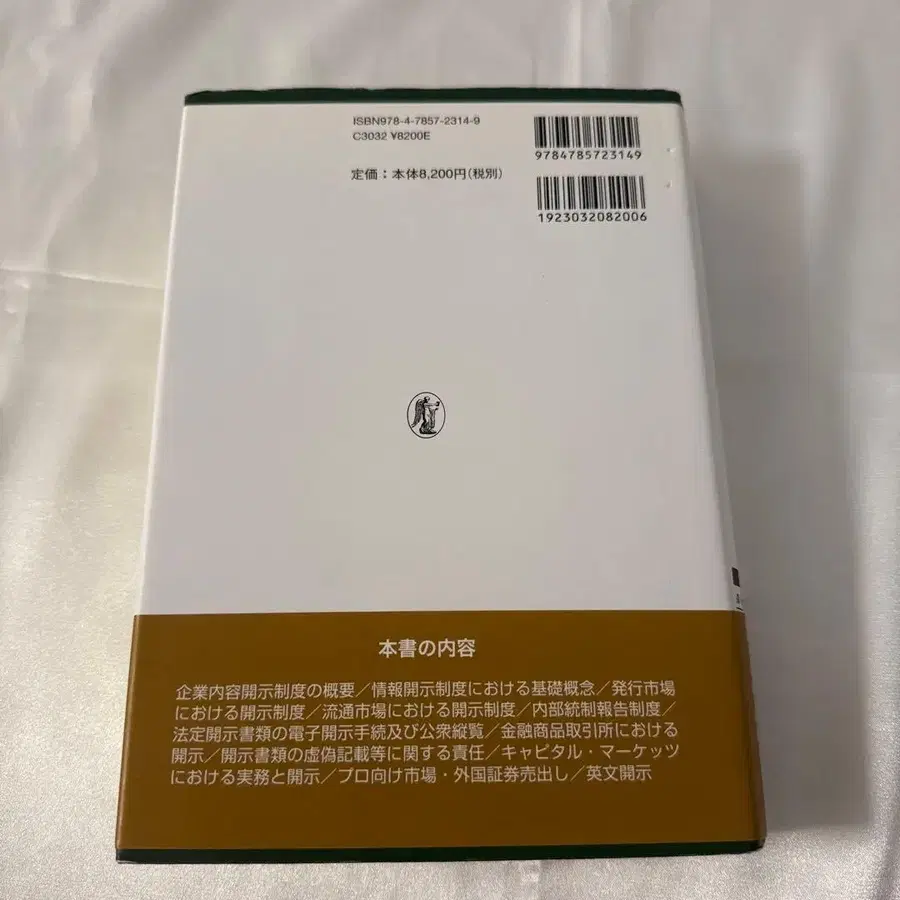 ISBN978-4-7857-2314-9
C3032 ¥8200E
定価：本体8,200円(税別)
9784785723149
1923032082006
本書の内容
企業内容開示制度の概要／情報開示制度における基礎概念／発行市場
における開示制度／流通市場における開示制度／内部統制報告制度／
法定開示書類の電子開示手続及び公衆縦覧／金融商品取引所における
開示／開示書類の虚偽記載等に関する責任／キャピタル・マーケッツ
における実務と開示／プロ向け市場・外国証券売出し／英文開示